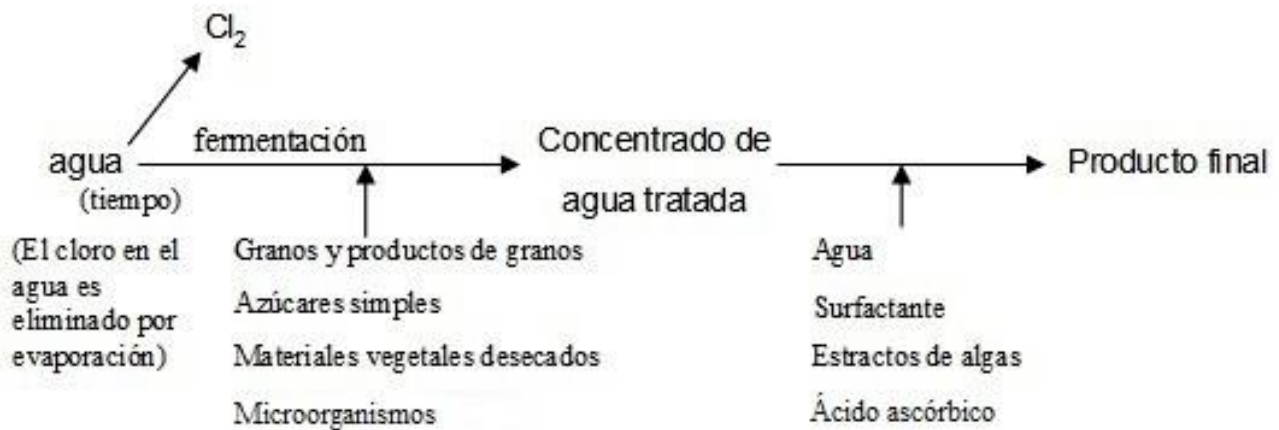 Cl₂
fermentación
agua
(tiempo)
(El cloro en el
agua es
eliminado por
evaporación)
Granos y productos de granos
Azúcares simples
Materiales vegetales desecados
Microorganismos
Concentrado de
agua tratada
Agua
Surfactante
Estractos de algas
Ácido ascórbico
Producto final